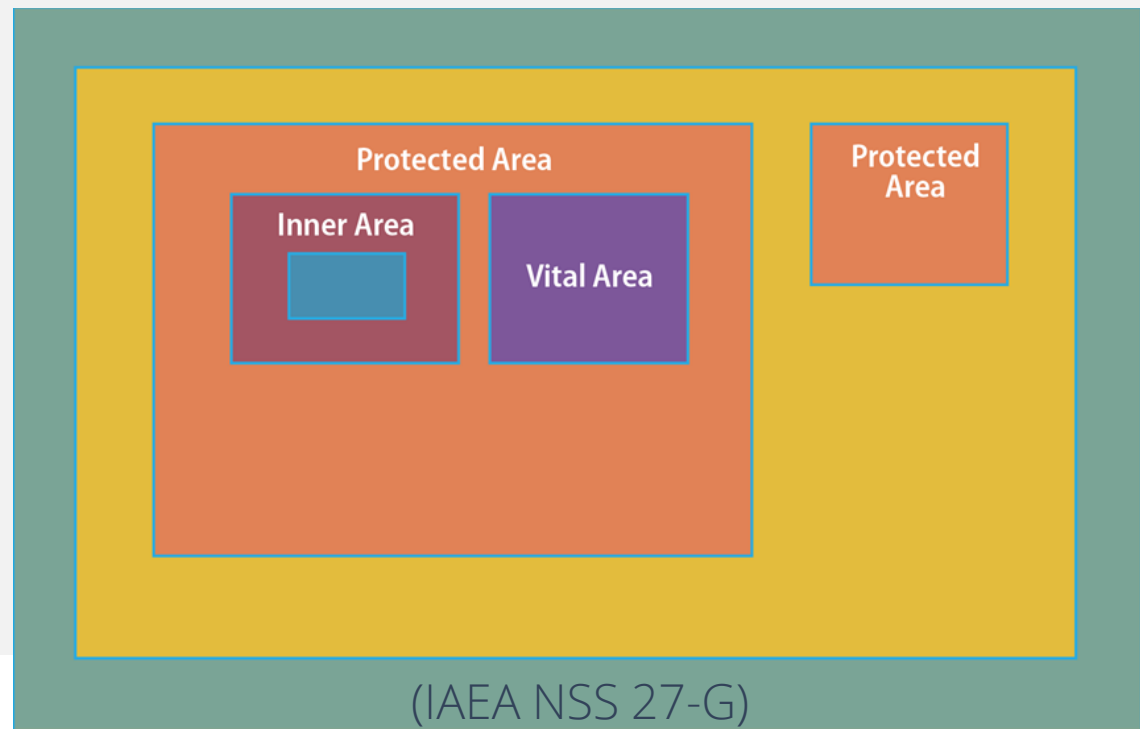 Protected Area
Protected
Area
Inner Area
Vital Area
(IAEA NSS 27-G)